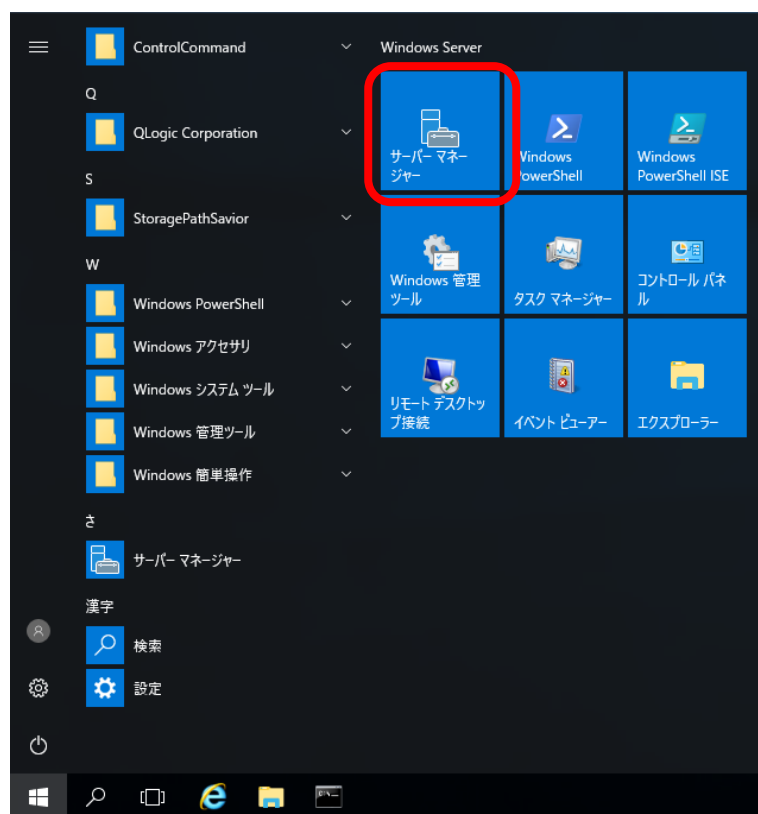 ControlCommand
Q
QLogic Corporation
S
StoragePathSavior
W
Windows PowerShell
Windows アクセサリ
Windows システム ツール
Windows 管理ツール
Windows 簡単操作
さ
サーバー マネージャー
漢字
検索
設定
Windows Server
サーバー マネー
ジャー
Windows
PowerShell
Windows
PowerShell ISE
Windows 管理
ツール
タスク マネージャー
コントロール パネ
ル
リモート デスクトッ
プ接続
イベント ビューアー
エクスプローラー